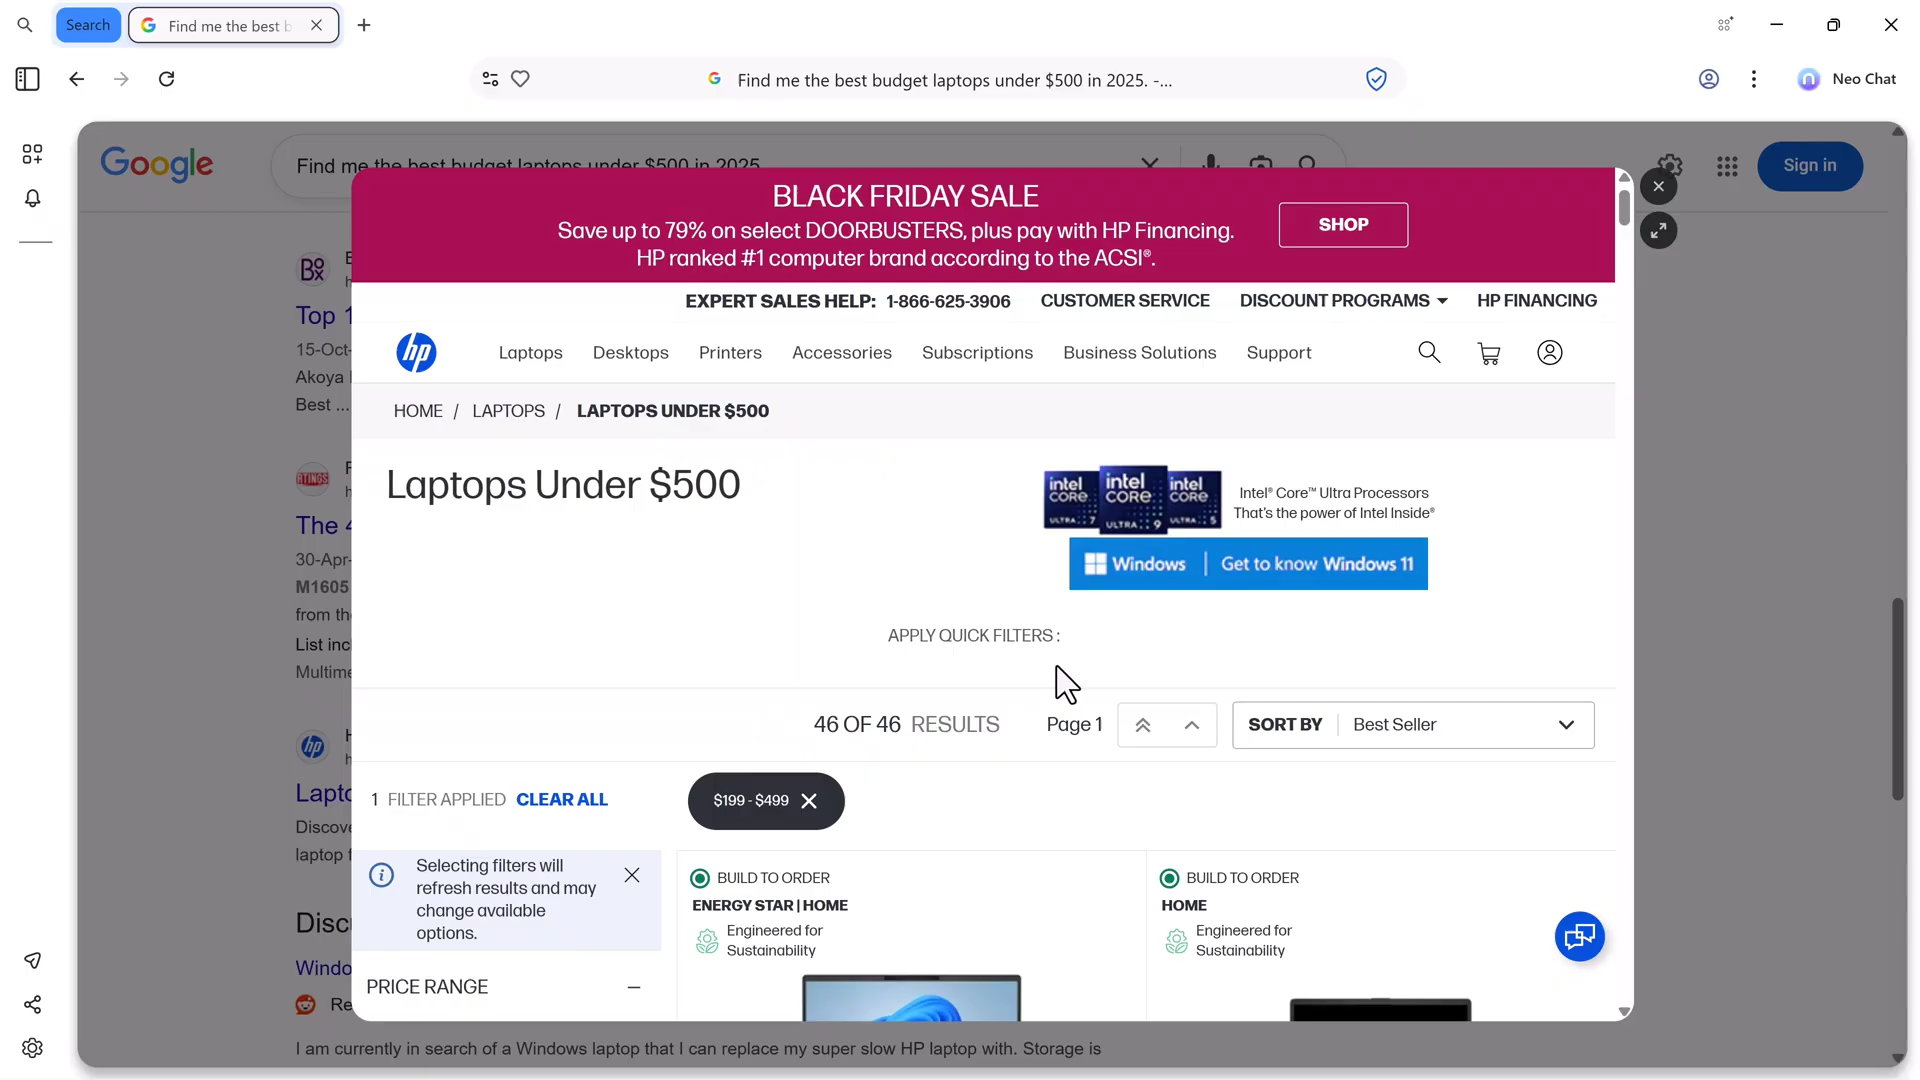 Search
Find me the best b
Find me the best budget laptops under $500 in 2025. -...
Neo Chat
Google
Find me the best budget laptops under $500 in 2025
Sign in
BLACK FRIDAY SALE
Save up to 79% on select DOORBUSTERS, plus pay with HP Financing.
HP ranked #1 computer brand according to the ACSI®.
SHOP
EXPERT SALES HELP: 1-866-625-3906 CUSTOMER SERVICE DISCOUNT PROGRAMS HP FINANCING
hp
Laptops Desktops Printers Accessories Subscriptions Business Solutions Support
HOME / LAPTOPS / LAPTOPS UNDER $500
Laptops Under $500
intel CORE ULTRA 7
intel CORE ULTRA 9
intel CORE ULTRA 5
Intel® Core™ Ultra Processors
That's the power of Intel Inside®
Windows | Get to know Windows 11
APPLY QUICK FILTERS :
46 OF 46 RESULTS Page 1 SORT BY Best Seller
1 FILTER APPLIED CLEAR ALL $199 - $499
Selecting filters will
refresh results and may
change available
options.
PRICE RANGE
BUILD TO ORDER
ENERGY STAR | HOME
Engineered for
Sustainability
BUILD TO ORDER
HOME
Engineered for
Sustainability
BX
Top 1
15-Oct-
Akoya
Best ...
RTINGS
The 4
30-Apr-
M1605
from th
List inc
Multime
hp
Lapto
Discove
laptop f
Disc
Windo
Re
I am currently in search of a Windows laptop that I can replace my super slow HP laptop with. Storage is